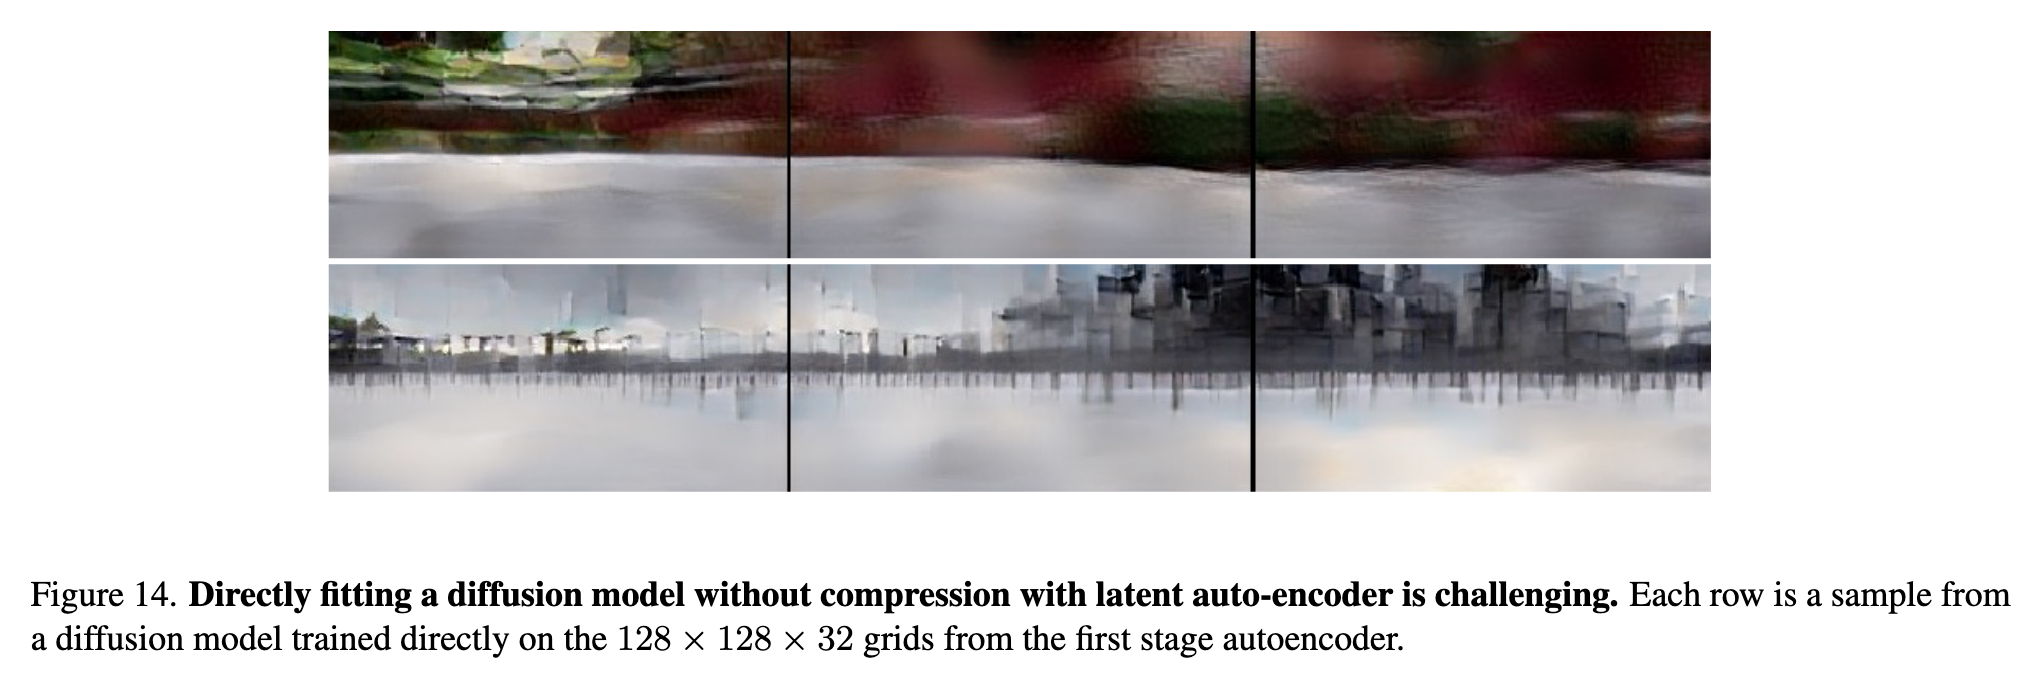 Figure 14. Directly fitting a diffusion model without compression with latent auto-encoder is challenging. Each row is a sample from
a diffusion model trained directly on the 128 × 128 × 32 grids from the first stage autoencoder.